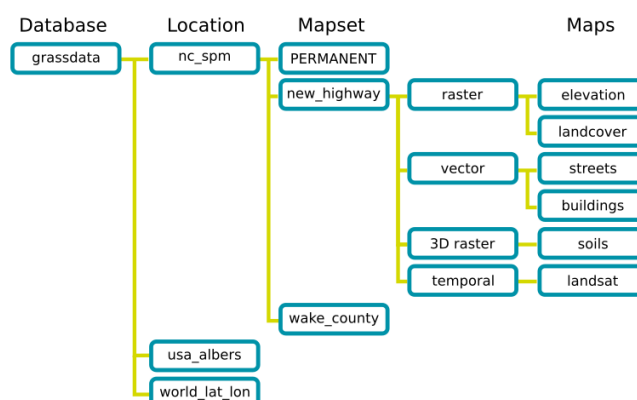 Database Location Mapset Maps
grassdata nc_spm PERMANENT
new_highway raster elevation
landcover
vector streets
buildings
3D raster soils
temporal landsat
wake_county
usa_albers
world_lat_lon